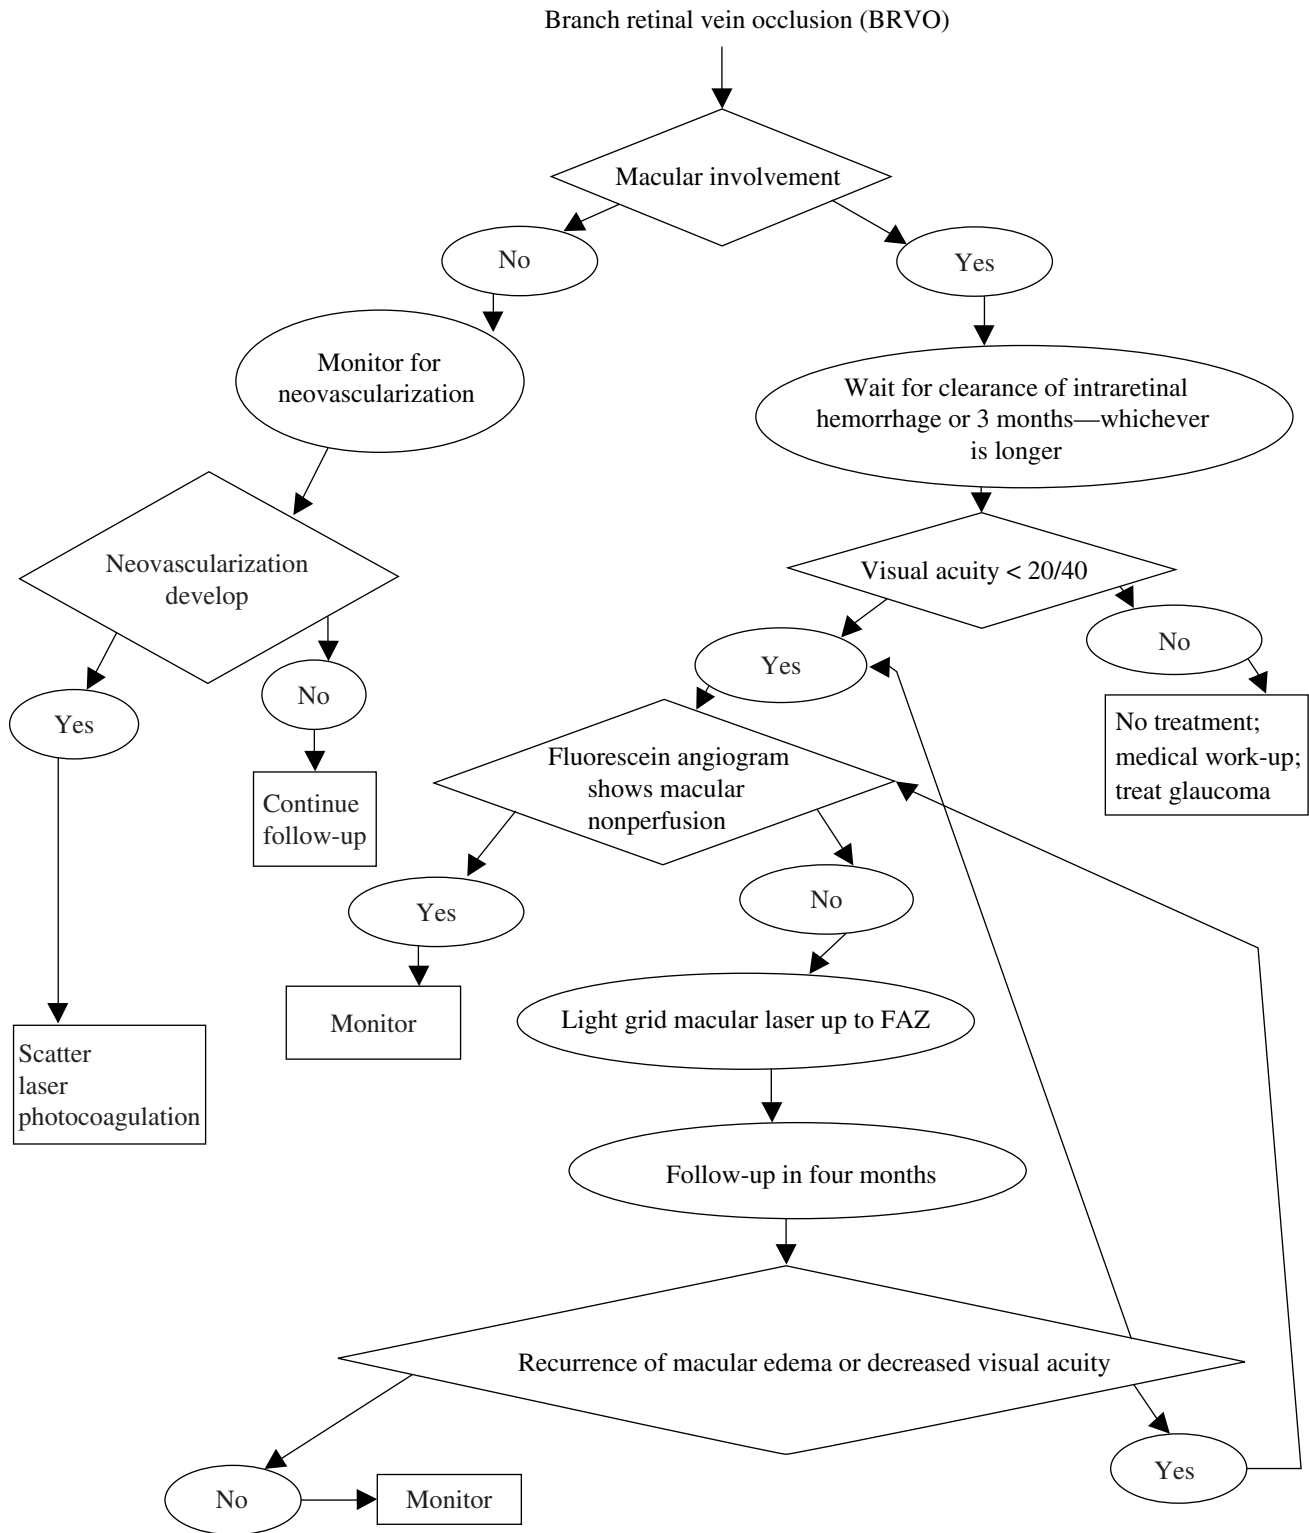 Branch retinal vein occlusion (BRVO)
Macular involvement
No
Yes
Monitor for
neovascularization
Wait for clearance of intraretinal
hemorrhage or 3 months—whichever
is longer
Neovascularization
develop
Visual acuity < 20/40
Yes
No
Yes
No
Continue
follow-up
Fluorescein angiogram
shows macular
nonperfusion
No treatment;
medical work-up;
treat glaucoma
Yes
No
Monitor
Light grid macular laser up to FAZ
Scatter
laser
photocoagulation
Follow-up in four months
Recurrence of macular edema or decreased visual acuity
No
Monitor
Yes